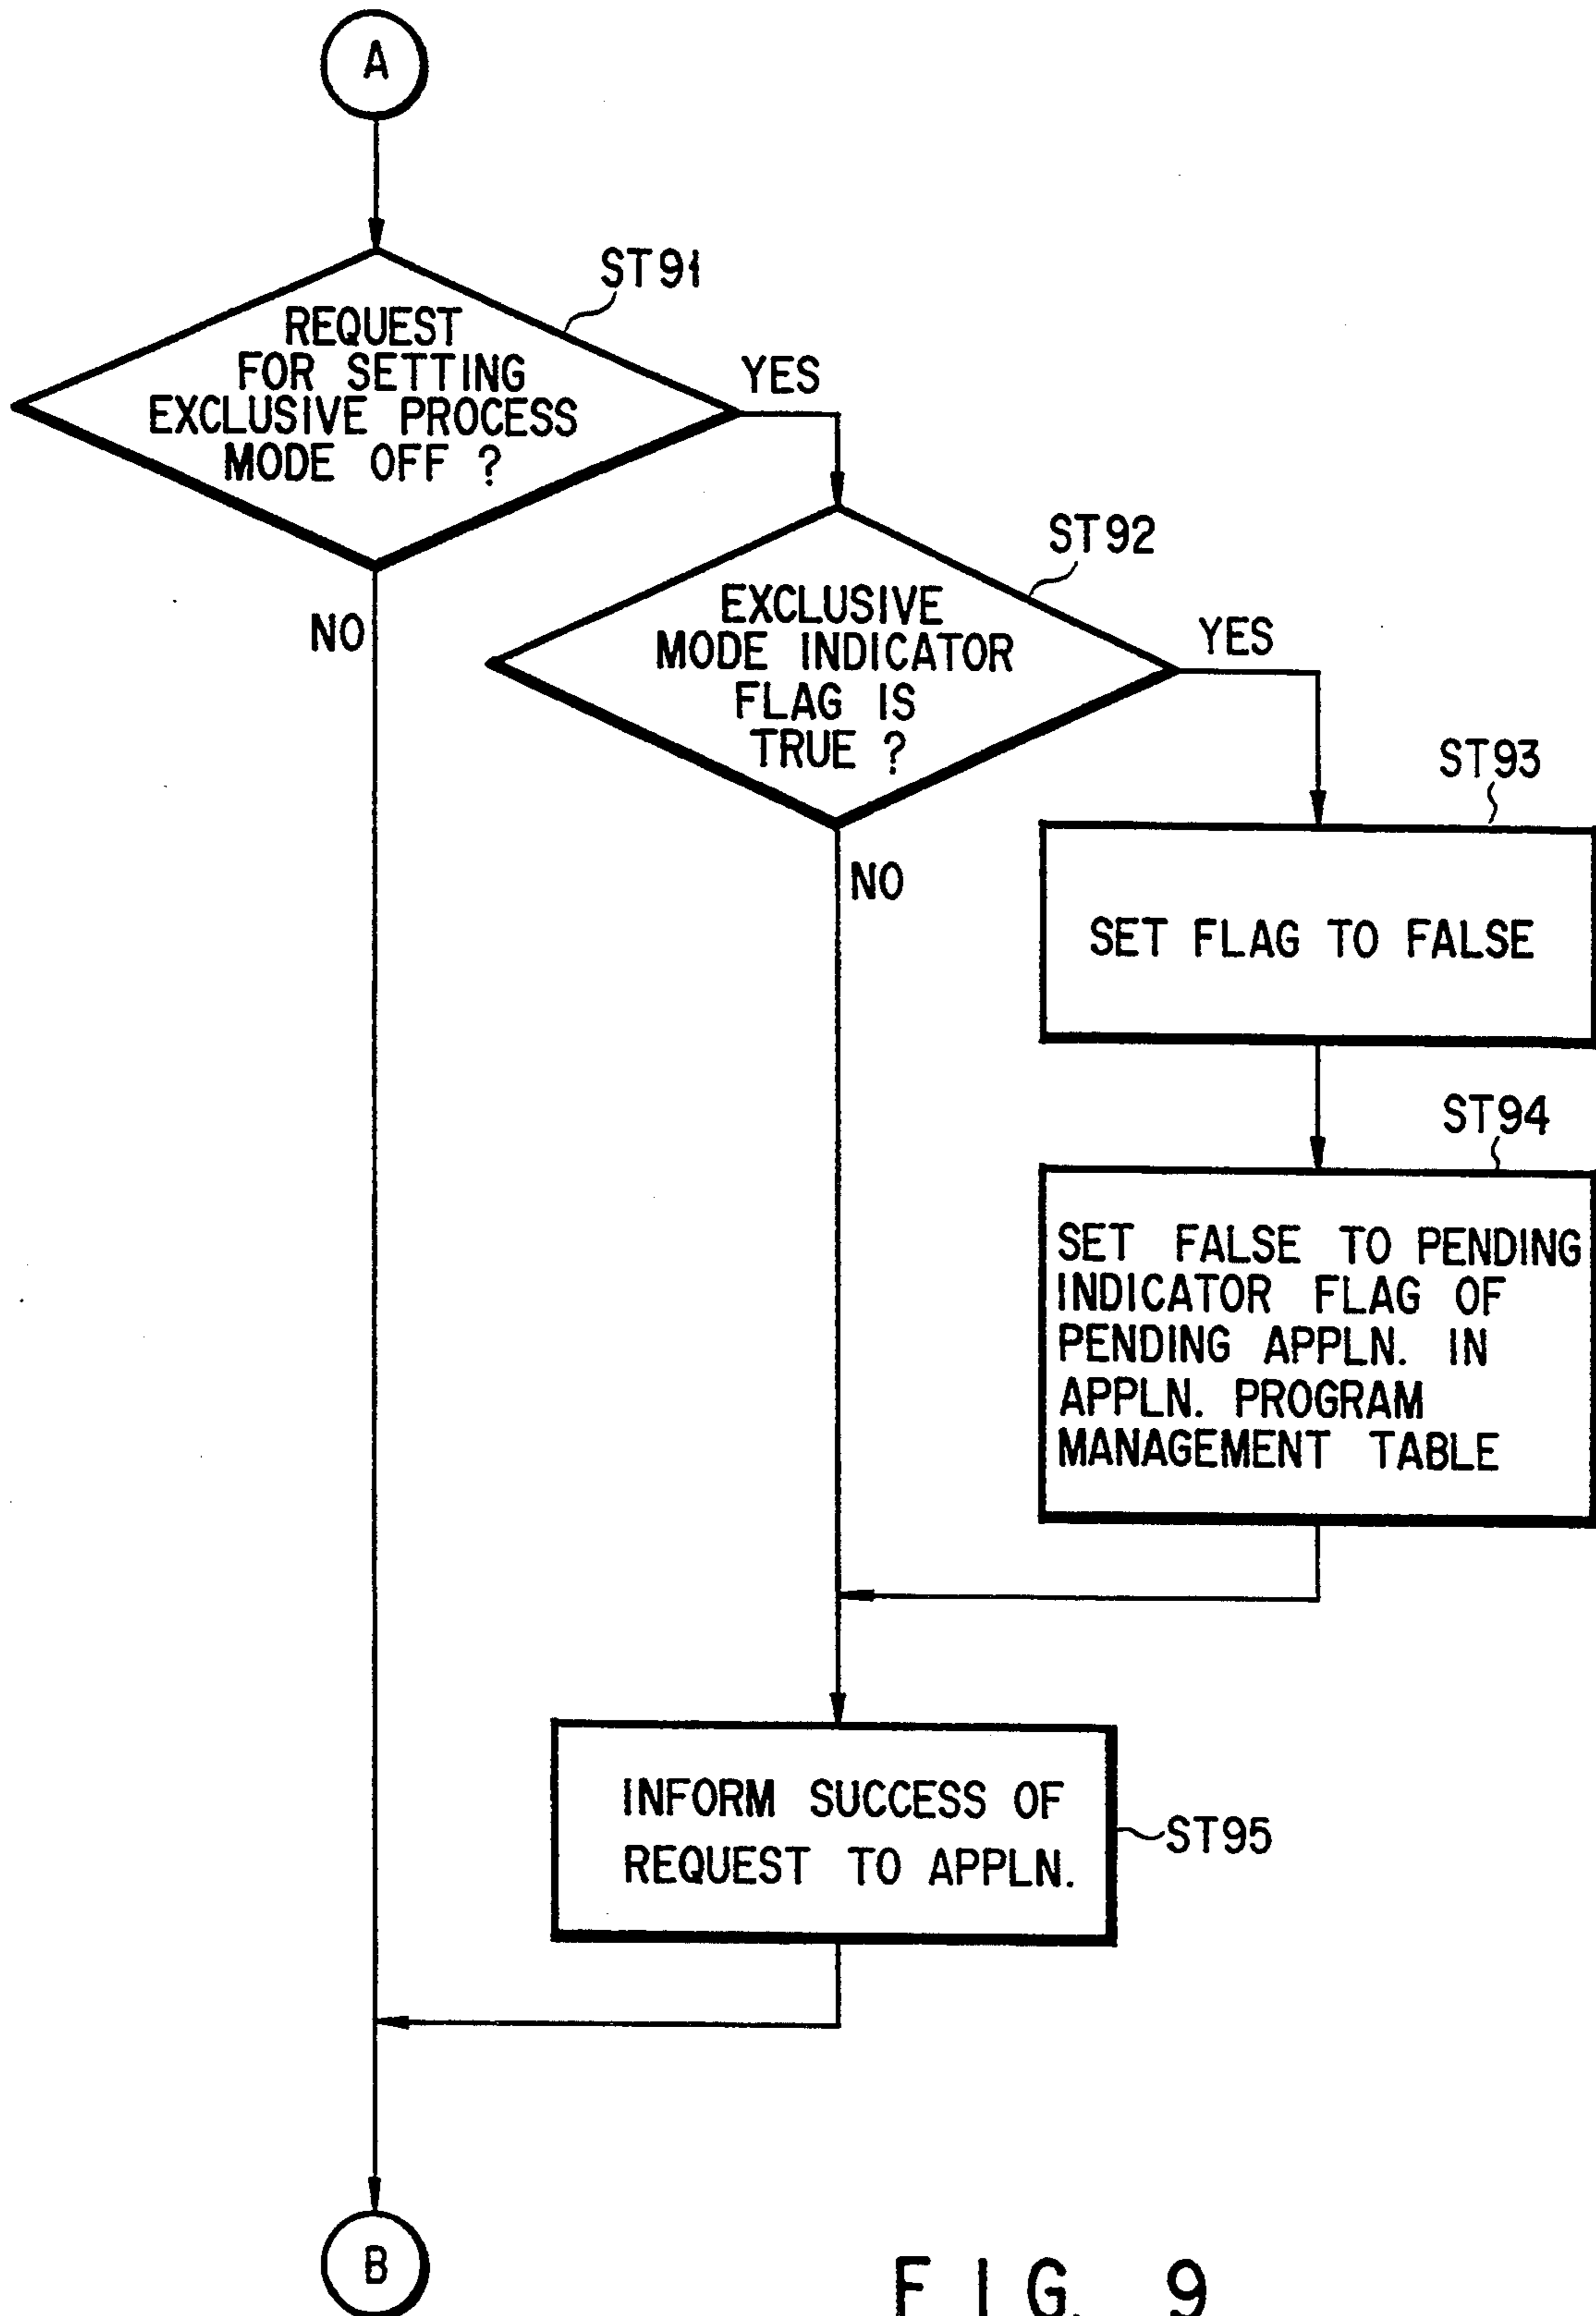 A
ST91
REQUEST
FOR SETTING
EXCLUSIVE PROCESS
MODE OFF ?
YES
NO
ST92
EXCLUSIVE
MODE INDICATOR
FLAG IS
TRUE ?
YES
NO
ST93
SET FLAG TO FALSE
ST94
SET FALSE TO PENDING
INDICATOR FLAG OF
PENDING APPLN. IN
APPLN. PROGRAM
MANAGEMENT TABLE
INFORM SUCCESS OF
REQUEST TO APPLN.
ST95
B
FIG. 9